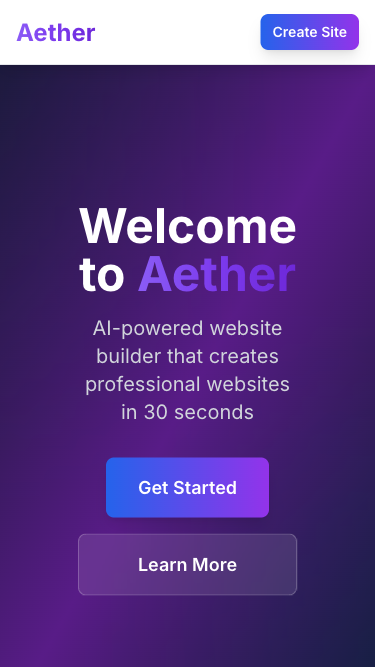 Aether
Create Site
Welcome
to Aether
AI-powered website
builder that creates
professional websites
in 30 seconds
Get Started
Learn More